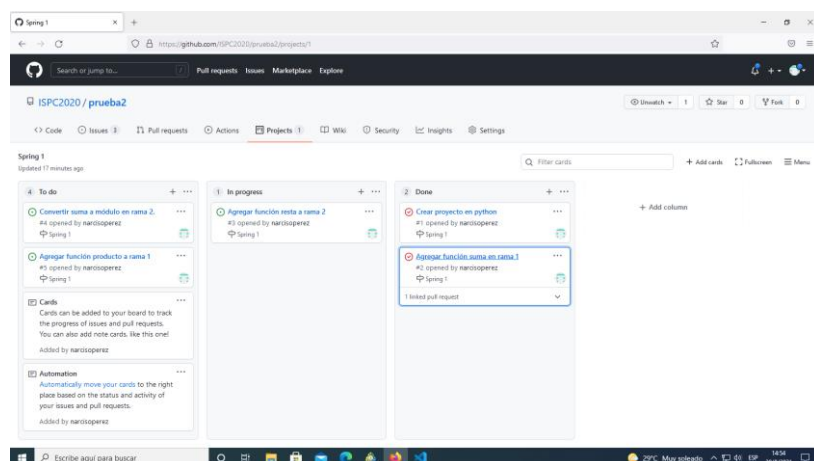 Spring 1
https://github.com/ISPC2020/prueba2/projects/1
Search or jump to...
Pull requests Issues Marketplace Explore
ISPC2020 / prueba2
Unwatch 1 Star 0 Fork 0
Code Issues 3 Pull requests Actions Projects 1 Wiki Security Insights Settings
Spring 1
Updated 17 minutes ago
Filter cards
Add cards Fullscreen Menu
4 To do
Convertir suma a módulo en rama 2.
#4 opened by narcisoperez
Spring 1
Agregar función producto a rama 1
#5 opened by narcisoperez
Spring 1
Cards
Cards can be added to your board to track
the progress of issues and pull requests.
You can also add note cards, like this one!
Added by narcisoperez
Automation
Automatically move your cards to the right
place based on the status and activity of
your issues and pull requests.
Added by narcisoperez
1 In progress
Agregar función resta a rama 2
#3 opened by narcisoperez
Spring 1
2 Done
Crear proyecto en python
#1 opened by narcisoperez
Spring 1
Agregar función suma en rama 1
#2 opened by narcisoperez
Spring 1
1 linked pull request
+ Add column
Escribe aquí para buscar
29°C Muy soleado
ESP
14:54